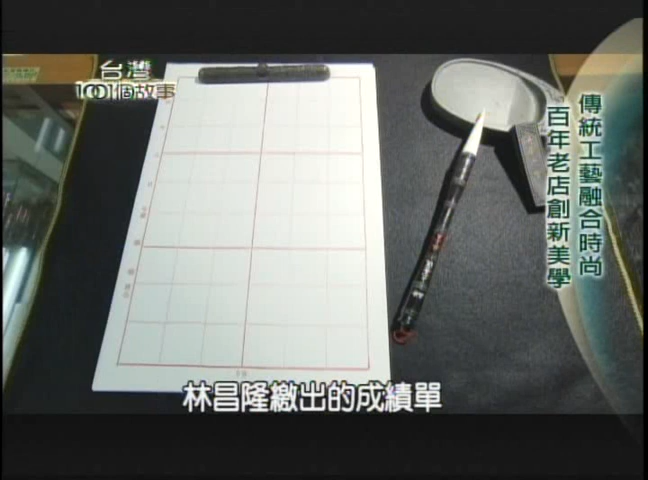 台灣
1001個故事
傳統工藝融合時尚
百年老店創新美學
林昌隆繳出的成績單